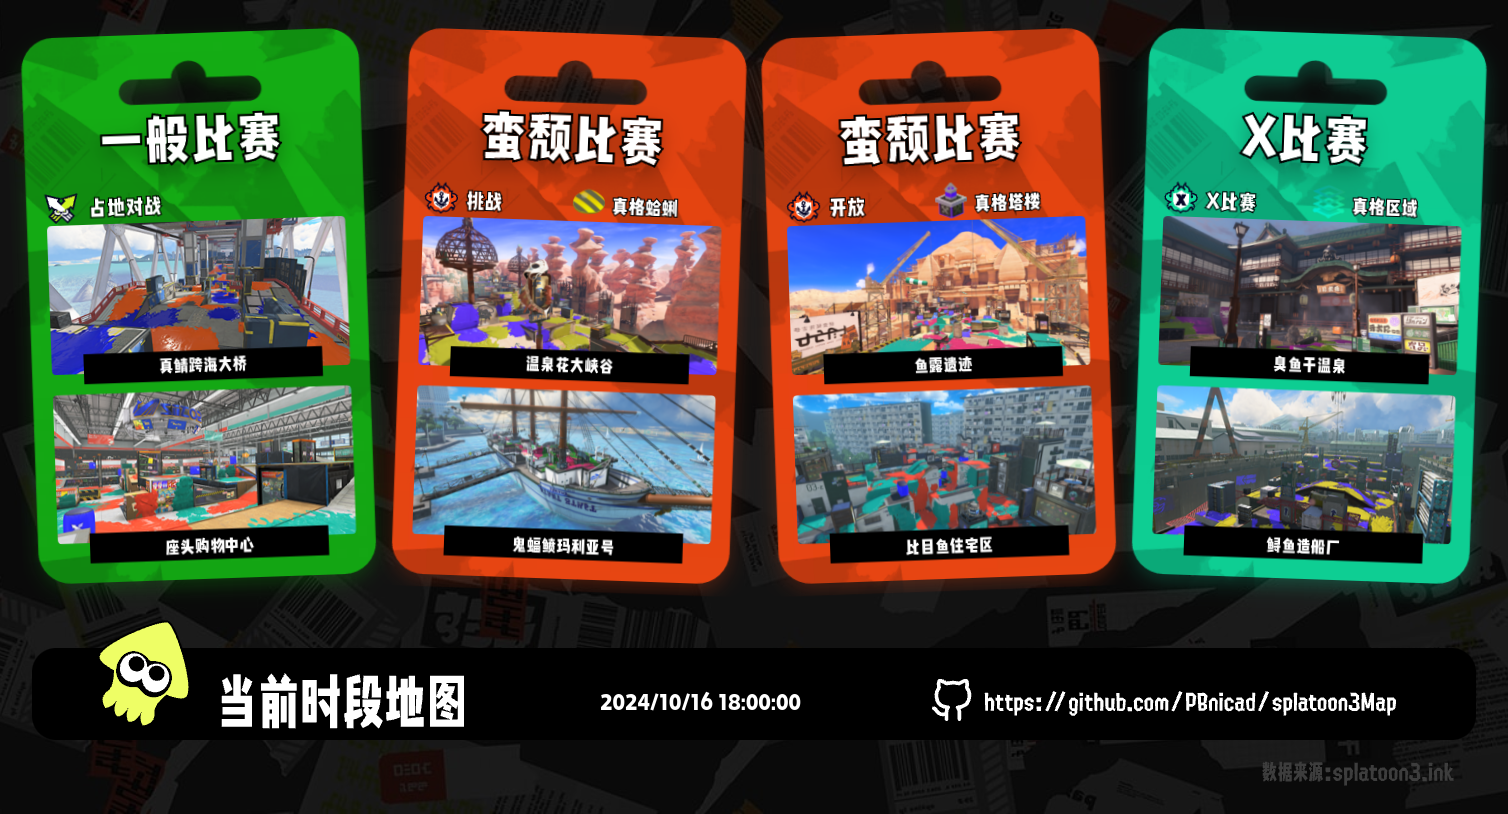 一般比赛
占地对战
真鲭跨海大桥
座头购物中心
蛮颓比赛
挑战
真格蛤蜊
温泉花大峡谷
鬼蝠鲼玛利亚号
蛮颓比赛
开放
真格塔楼
鱼露遗迹
比目鱼住宅区
X比赛
X比赛
真格区域
臭鱼干温泉
鲟鱼造船厂
当前时段地图
2024/10/16 18:00:00
https://github.com/PBnicad/splatoon3Map
数据来源:splatoon3.ink